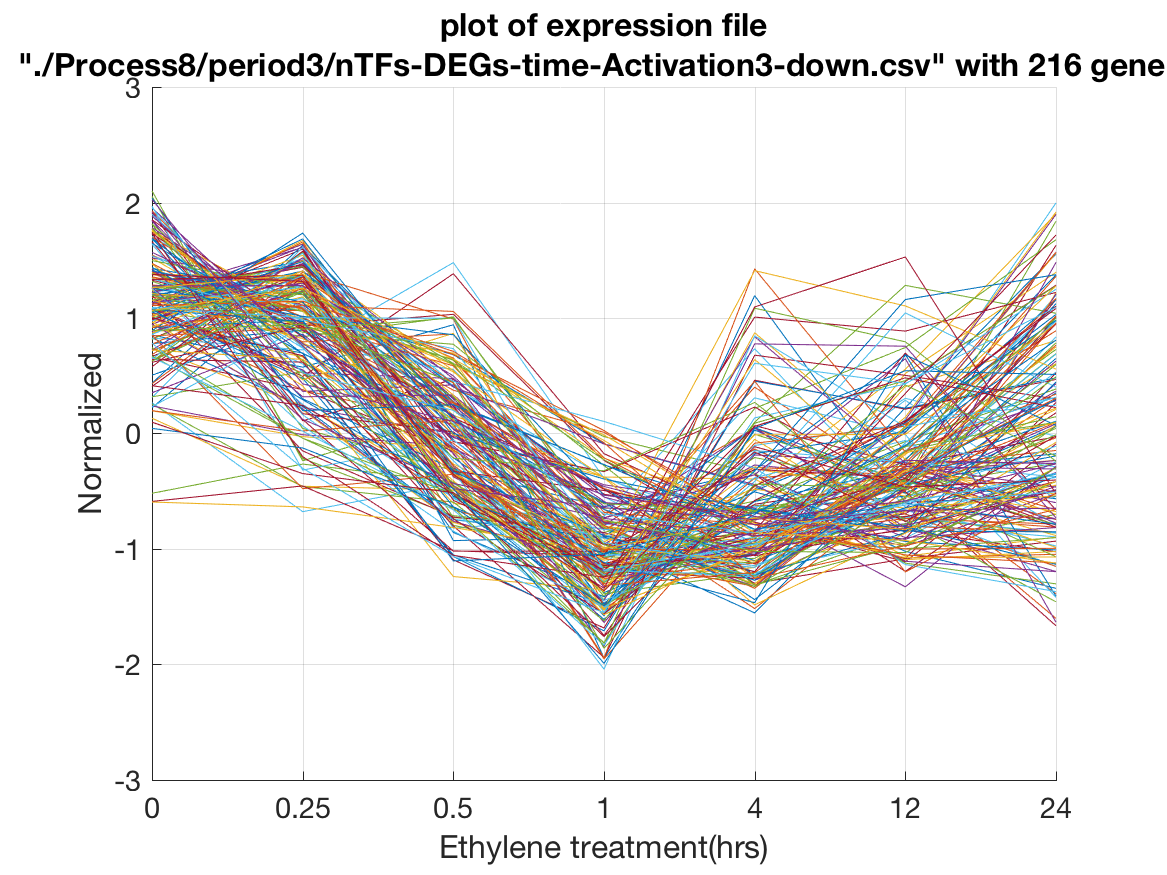 plot of expression file
"./Process8/period3/nTFs-DEGs-time-Activation3-down.csv" with 216 gene
3
2
1
0
-1
-2
-3
Normalized
0 0.25 0.5 1 4 12 24
Ethylene treatment(hrs)